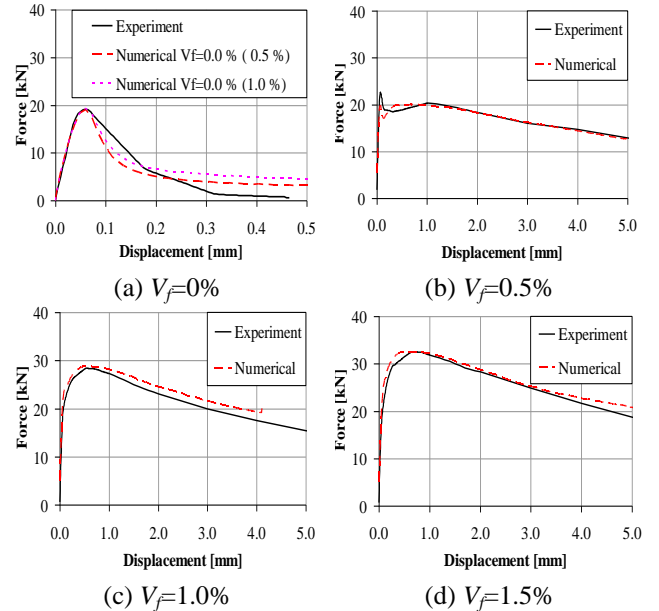 40
30
20
10
0
Force [kN]
Experiment
Numerical Vf=0.0 % ( 0.5 %)
Numerical Vf=0.0 % (1.0 %)
0.0 0.1 0.2 0.3 0.4 0.5
Displacement [mm]
(a) Vf=0%
40
30
20
10
0
Force [kN]
Experiment
Numerical
0.0 1.0 2.0 3.0 4.0 5.0
Displacement [mm]
(b) Vf=0.5%
40
30
20
10
0
Force [kN]
Experiment
Numerical
0.0 1.0 2.0 3.0 4.0 5.0
Displacement [mm]
(c) Vf=1.0%
40
30
20
10
0
Force [kN]
Experiment
Numerical
0.0 1.0 2.0 3.0 4.0 5.0
Displacement [mm]
(d) Vf=1.5%